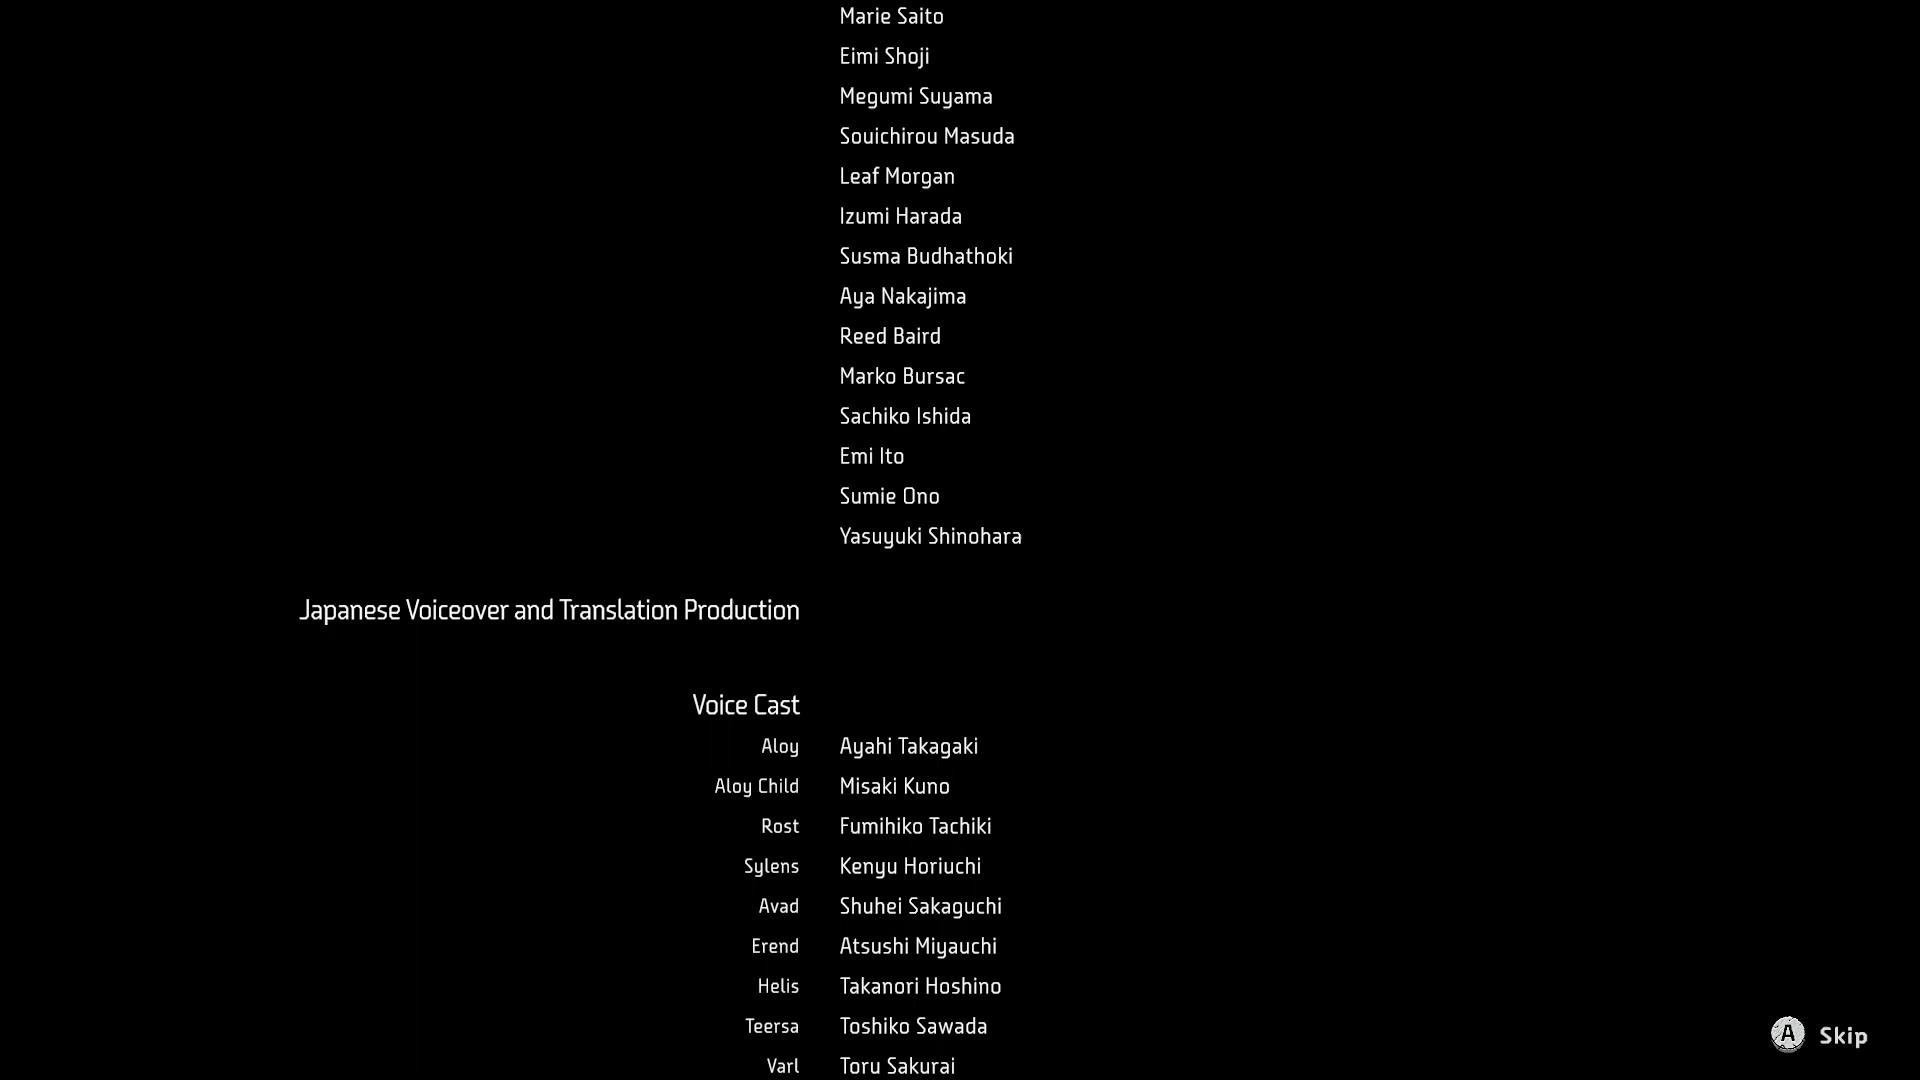 Marie Saito
Eimi Shoji
Megumi Suyama
Souichirou Masuda
Leaf Morgan
Izumi Harada
Susma Budhathoki
Aya Nakajima
Reed Baird
Marko Bursac
Sachiko Ishida
Emi Ito
Sumie Ono
Yasuyuki Shinohara
Japanese Voiceover and Translation Production
Voice Cast
Aloy Ayahi Takagaki
Aloy Child Misaki Kuno
Rost Fumihiko Tachiki
Sylens Kenyu Horiuchi
Avad Shuhei Sakaguchi
Erend Atsushi Miyauchi
Helis Takanori Hoshino
Teersa Toshiko Sawada
Varl Toru Sakurai
A Skip